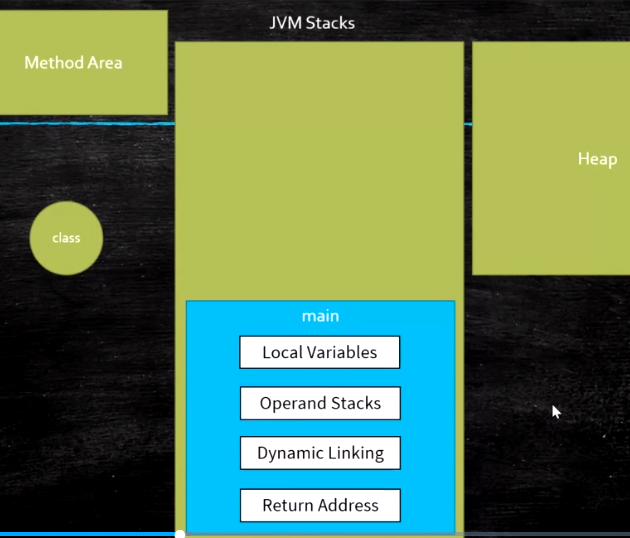 JVM Stacks
Method Area
Heap
class
main
Local Variables
Operand Stacks
Dynamic Linking
Return Address